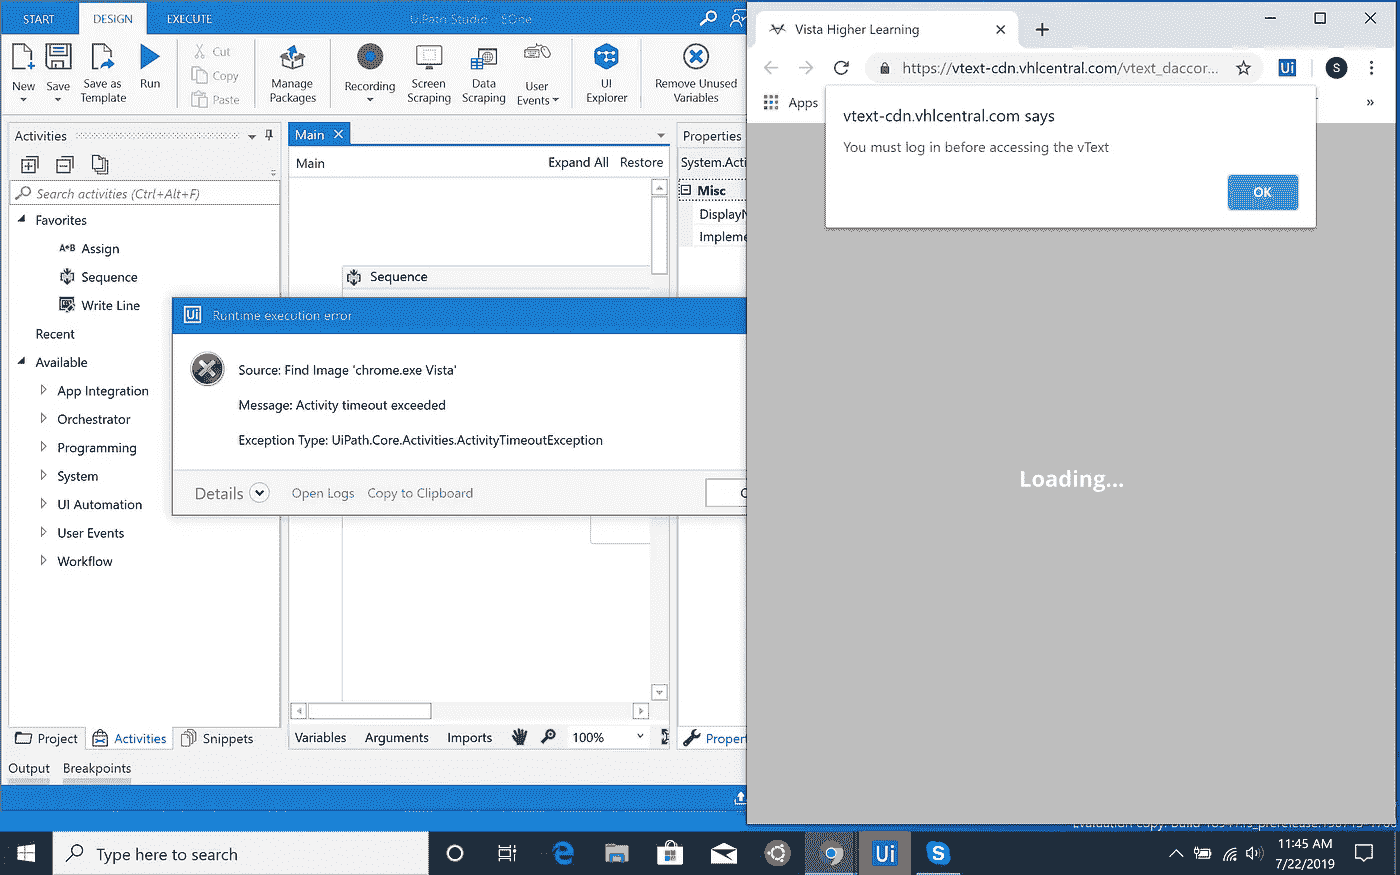 START DESIGN EXECUTE UiPath Studio - EOne
New Save Save as Template Run Cut Copy Paste Manage Packages Recording Screen Scraping Data Scraping User Events UI Explorer Remove Unused Variables
Activities
Search activities (Ctrl+Alt+F)
Favorites
A+B Assign
Sequence
Write Line
Recent
Available
App Integration
Orchestrator
Programming
System
UI Automation
User Events
Workflow
Project Activities Snippets
Output Breakpoints
Main
Main Expand All Restore
Sequence
Variables Arguments Imports 100%
Properties
System.Acti
Misc
DisplayN
Impleme
Propert
Ui Runtime execution error
Source: Find Image 'chrome.exe Vista'
Message: Activity timeout exceeded
Exception Type: UiPath.Core.Activities.ActivityTimeoutException
Details Open Logs Copy to Clipboard
Vista Higher Learning
https://vtext-cdn.vhlcentral.com/vtext_daccor... Ui S
Apps »
vtext-cdn.vhlcentral.com says
You must log in before accessing the vText
OK
Loading...
Type here to search
Ui
S
11:45 AM
7/22/2019